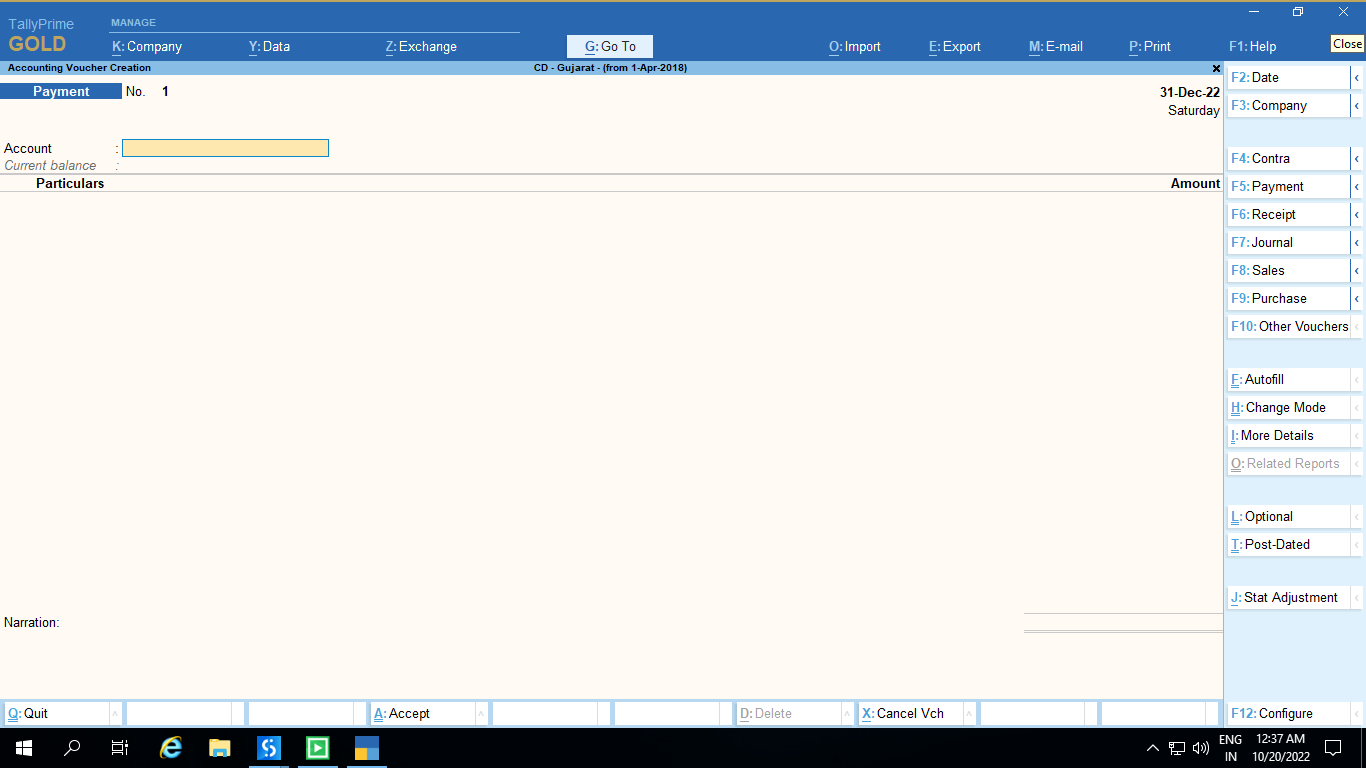 TallyPrime
GOLD
MANAGE
K: Company
Y: Data
Z: Exchange
G: Go To
O: Import
E: Export
M: E-mail
P: Print
F1: Help
Close
Accounting Voucher Creation
CD - Gujarat - (from 1-Apr-2018)
Payment No. 1
31-Dec-22
Saturday
Account :
Current balance :
Particulars
Amount
Narration:
F2: Date
F3: Company
F4: Contra
F5: Payment
F6: Receipt
F7: Journal
F8: Sales
F9: Purchase
F10: Other Vouchers
F: Autofill
H: Change Mode
I: More Details
O: Related Reports
L: Optional
T: Post-Dated
J: Stat Adjustment
Q: Quit
A: Accept
D: Delete
X: Cancel Vch
F12: Configure
ENG
IN
12:37 AM
10/20/2022